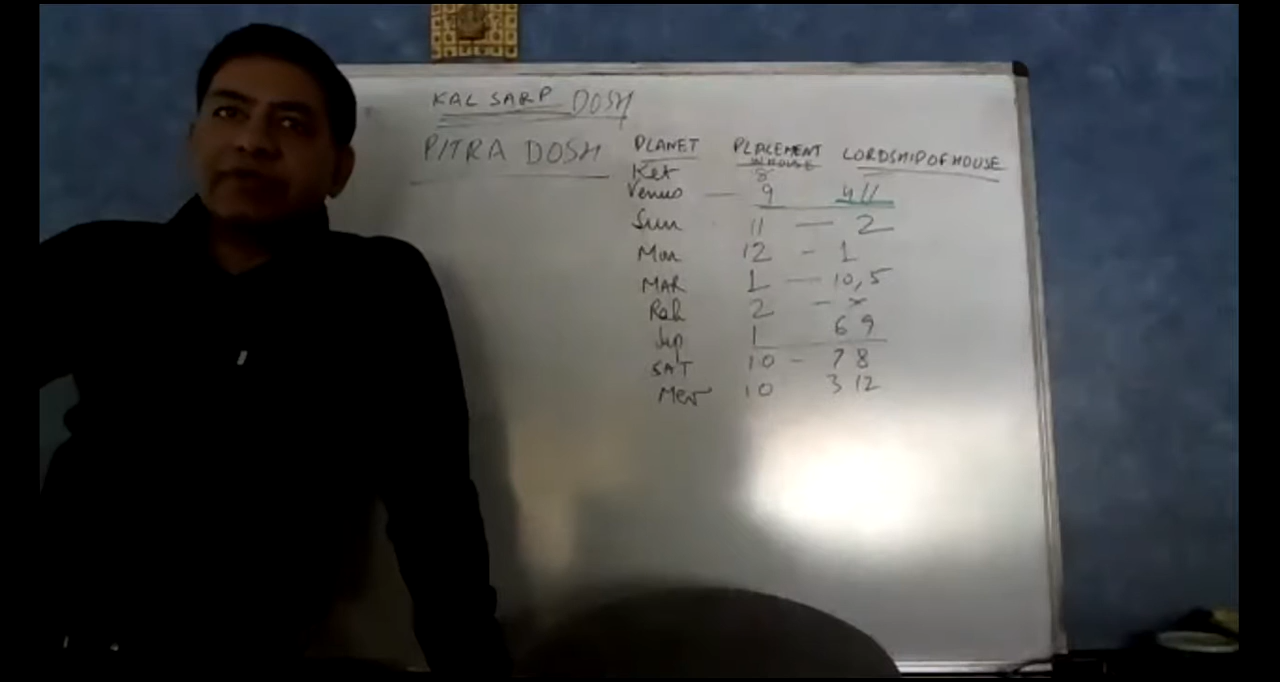 KAL SARP DOSH
PITRA DOSH
PLANET PLACEMENT IN HOUSE LORDSHIP OF HOUSE
Ket 8
Venus — 9 4 11
Sun 11 — 2
Mon 12 - 1
MAR 1 — 10,5
Rah 2 - x
Jup 1 6 9
SAT 10 - 7 8
Mer 10 3 12